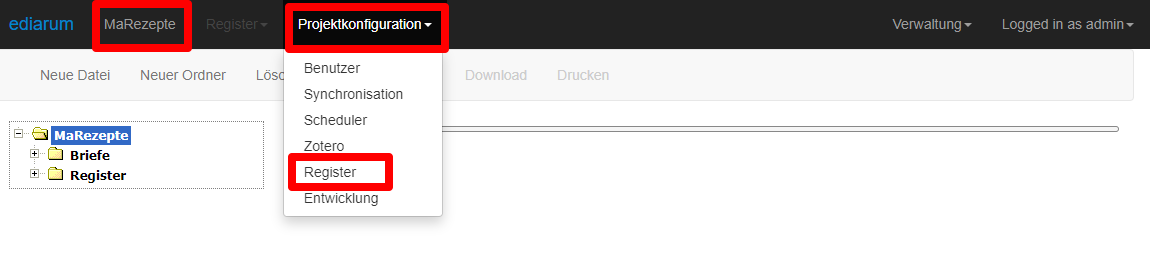 ediarum MaRezepte Register Projektkonfiguration Verwaltung Logged in as admin
Neue Datei Neuer Ordner Lösc Download Drucken
Benutzer
Synchronisation
Scheduler
Zotero
Register
Entwicklung
MaRezepte
Briefe
Register